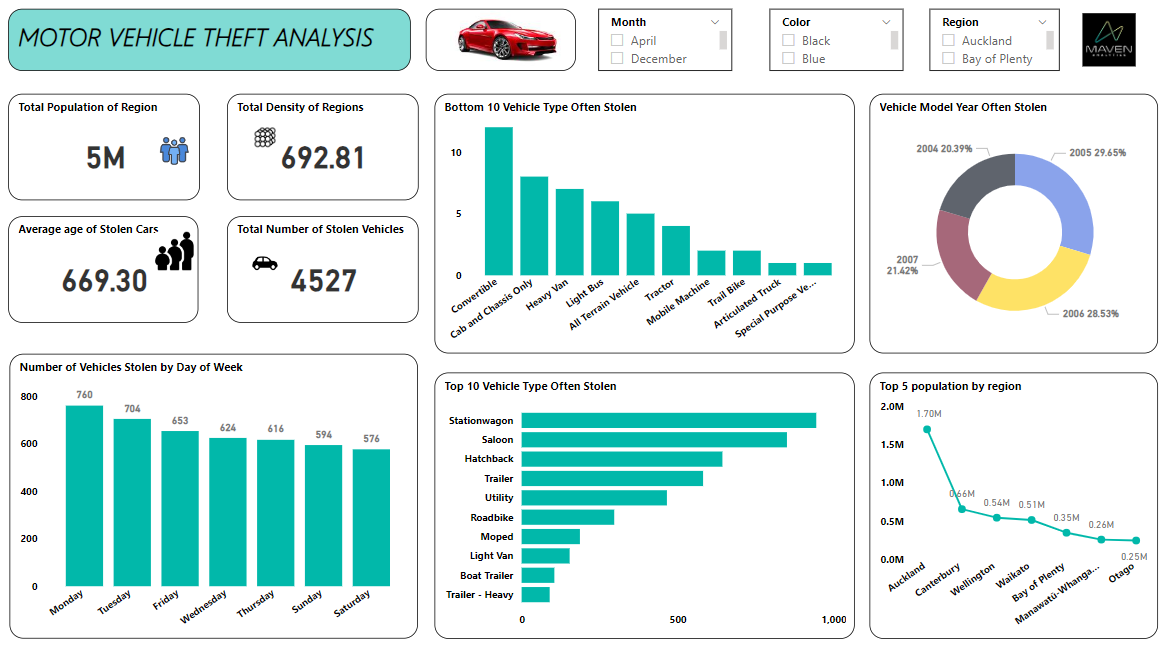 MOTOR VEHICLE THEFT ANALYSIS
Month
April
December
Color
Black
Blue
Region
Auckland
Bay of Plenty
MAVEN
ANALYTICS
Total Population of Region
5M
Total Density of Regions
692.81
Average age of Stolen Cars
669.30
Total Number of Stolen Vehicles
4527
Bottom 10 Vehicle Type Often Stolen
10
5
0
Convertible
Cab and Chassis Only
Heavy Van
Light Bus
All Terrain Vehicle
Tractor
Mobile Machine
Trail Bike
Articulated Truck
Special Purpose Ve...
Vehicle Model Year Often Stolen
2004 20.39%
2005 29.65%
2007
21.42%
2006 28.53%
Number of Vehicles Stolen by Day of Week
800
600
400
200
0
760
704
653
624
616
594
576
Monday
Tuesday
Friday
Wednesday
Thursday
Sunday
Saturday
Top 10 Vehicle Type Often Stolen
Stationwagon
Saloon
Hatchback
Trailer
Utility
Roadbike
Moped
Light Van
Boat Trailer
Trailer - Heavy
0
500
1,000
Top 5 population by region
2.0M
1.5M
1.0M
0.5M
0.0M
1.70M
0.66M
0.54M
0.51M
0.35M
0.26M
0.25M
Auckland
Canterbury
Wellington
Waikato
Bay of Plenty
Manawatū-Whanga...
Otago